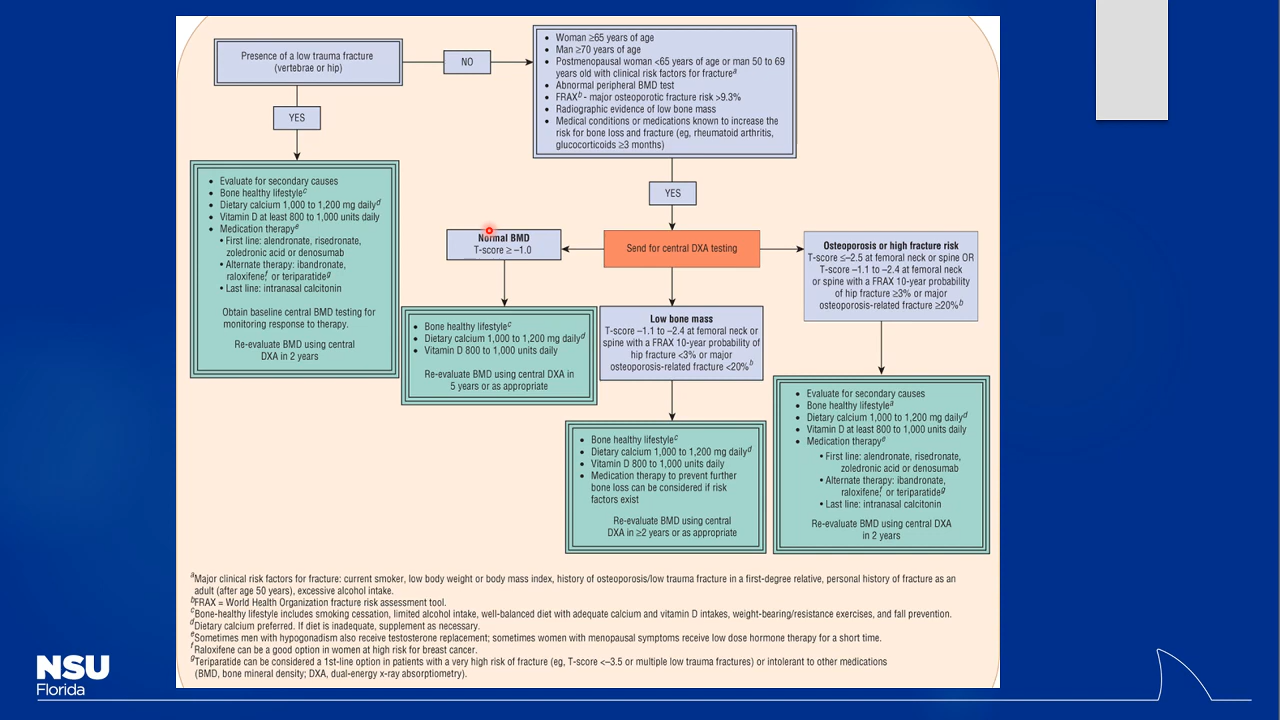 Presence of a low trauma fracture
(vertebrae or hip)
NO
• Woman ≥65 years of age
• Man ≥70 years of age
• Postmenopausal woman <65 years of age or man 50 to 69
years old with clinical risk factors for fractureᵃ
• Abnormal peripheral BMD test
• FRAXᵇ- major osteoporotic fracture risk >9.3%
• Radiographic evidence of low bone mass
• Medical conditions or medications known to increase the
risk for bone loss and fracture (eg, rheumatoid arthritis,
glucocorticoids ≥3 months)
YES
• Evaluate for secondary causes
• Bone healthy lifestyleᶜ
• Dietary calcium 1,000 to 1,200 mg dailyᵈ
• Vitamin D at least 800 to 1,000 units daily
• Medication therapyᵉ
• First line: alendronate, risedronate,
zoledronic acid or denosumab
• Alternate therapy: ibandronate,
raloxifene,ᶠ or teriparatideᵍ
• Last line: intranasal calcitonin
Obtain baseline central BMD testing for
monitoring response to therapy.
Re-evaluate BMD using central
DXA in 2 years
YES
Send for central DXA testing
Normal BMD
T-score ≥ –1.0
• Bone healthy lifestyleᶜ
• Dietary calcium 1,000 to 1,200 mg dailyᵈ
• Vitamin D 800 to 1,000 units daily
Re-evaluate BMD using central DXA in
5 years or as appropriate
Low bone mass
T-score –1.1 to –2.4 at femoral neck or
spine with a FRAX 10-year probability of
hip fracture <3% or major
osteoporosis-related fracture <20%ᵇ
• Bone healthy lifestyleᶜ
• Dietary calcium 1,000 to 1,200 mg dailyᵈ
• Vitamin D 800 to 1,000 units daily
• Medication therapy to prevent further
bone loss can be considered if risk
factors exist
Re-evaluate BMD using central
DXA in ≥2 years or as appropriate
Osteoporosis or high fracture risk
T-score ≤–2.5 at femoral neck or spine OR
T-score –1.1 to –2.4 at femoral neck
or spine with a FRAX 10-year probability
of hip fracture ≥3% or major
osteoporosis-related fracture ≥20%ᵇ
• Evaluate for secondary causes
• Bone healthy lifestyleᵃ
• Dietary calcium 1,000 to 1,200 mg dailyᵈ
• Vitamin D at least 800 to 1,000 units daily
• Medication therapyᵉ
• First line: alendronate, risedronate,
zoledronic acid or denosumab
• Alternate therapy: ibandronate,
raloxifene,ᶠ or teriparatideᵍ
• Last line: intranasal calcitonin
Re-evaluate BMD using central DXA
in 2 years
ᵃMajor clinical risk factors for fracture: current smoker, low body weight or body mass index, history of osteoporosis/low trauma fracture in a first-degree relative, personal history of fracture as an
adult (after age 50 years), excessive alcohol intake.
ᵇFRAX = World Health Organization fracture risk assessment tool.
ᶜBone-healthy lifestyle includes smoking cessation, limited alcohol intake, well-balanced diet with adequate calcium and vitamin D intakes, weight-bearing/resistance exercises, and fall prevention.
ᵈDietary calcium preferred. If diet is inadequate, supplement as necessary.
ᵉSometimes men with hypogonadism also receive testosterone replacement; sometimes women with menopausal symptoms receive low dose hormone therapy for a short time.
ᶠRaloxifen can be a good option in women at high risk for breast cancer.
ᵍTeriparatide can be considered a 1st-line option in patients with a very high risk of fracture (eg, T-score <–3.5 or multiple low trauma fractures) or intolerant to other medications
(BMD, bone mineral density; DXA, dual-energy x-ray absorptiometry).
NSU
Florida